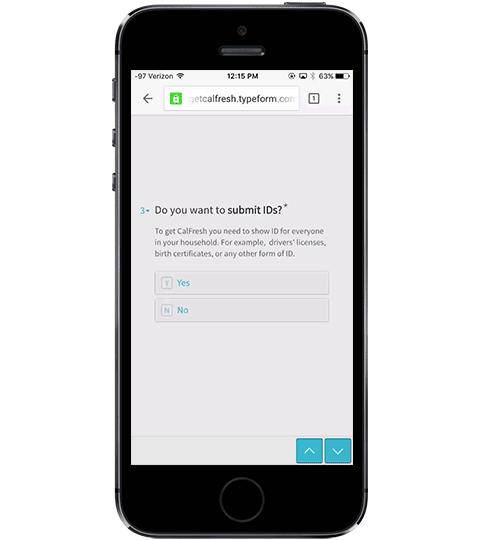 -97 Verizon 12:15 PM 63%
getcalfresh.typeform.com 1
3 Do you want to submit IDs?*
To get CalFresh you need to show ID for everyone
in your household. For example, drivers' licenses,
birth certificates, or any other form of ID.
Y Yes
N No